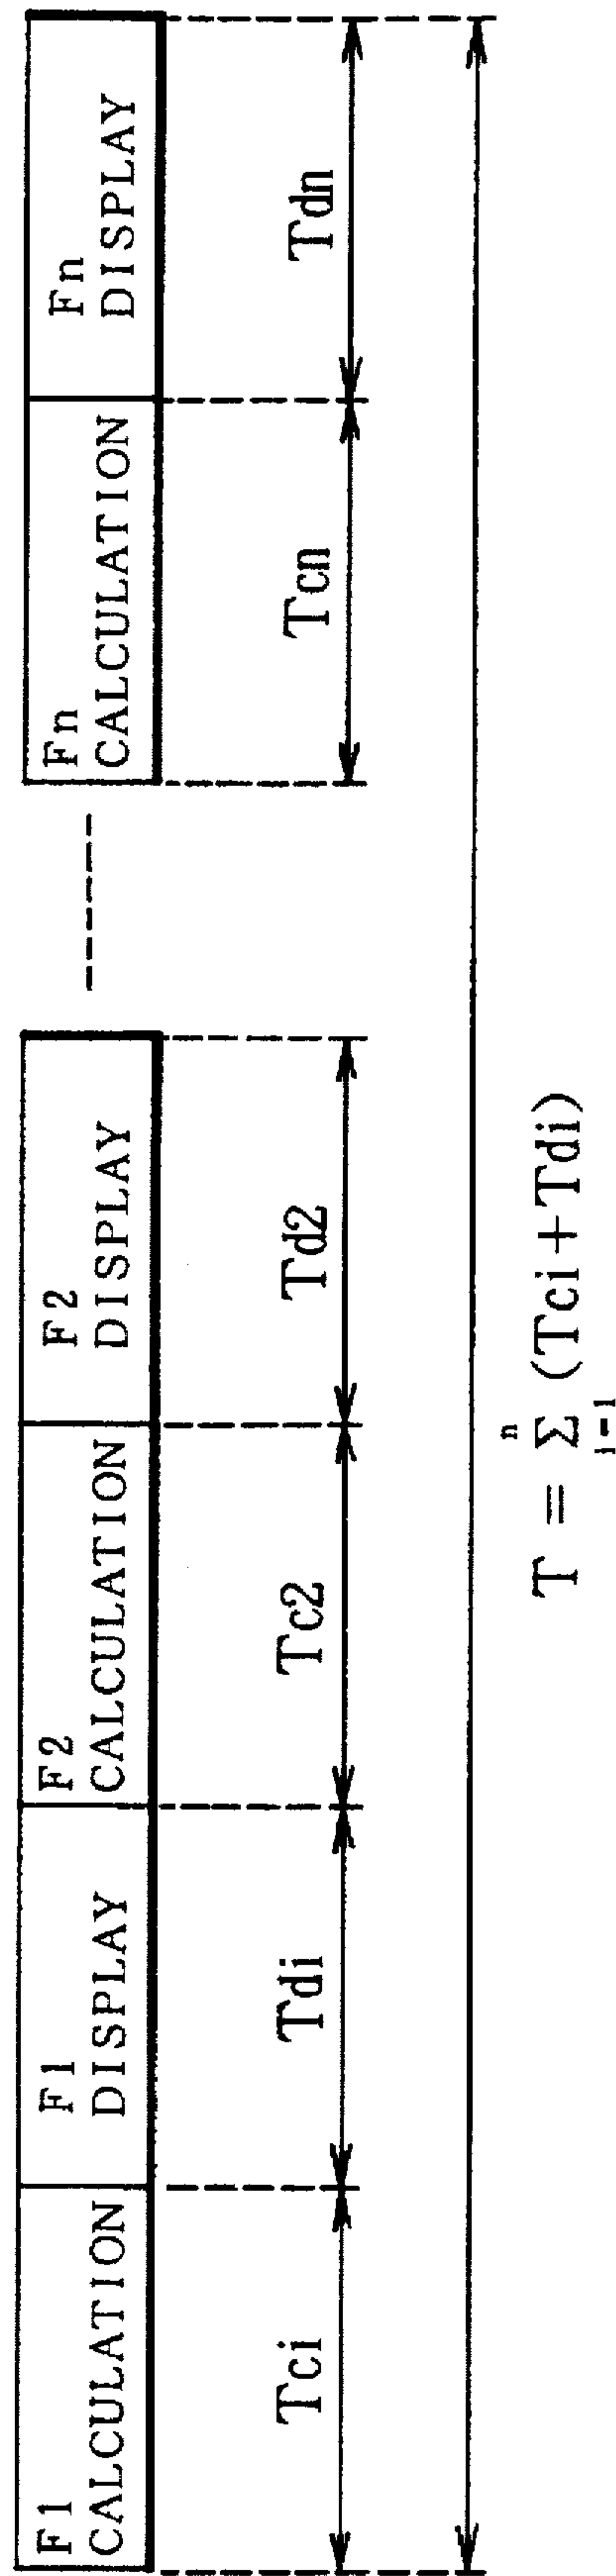 F1
CALCULATION
F1
DISPLAY
F2
CALCULATION
F2
DISPLAY
------
Fn
CALCULATION
Fn
DISPLAY
Tci
Tdi
Tc2
Td2
Tcn
Tdn
n
T = Σ (Tci+Tdi)
i=1